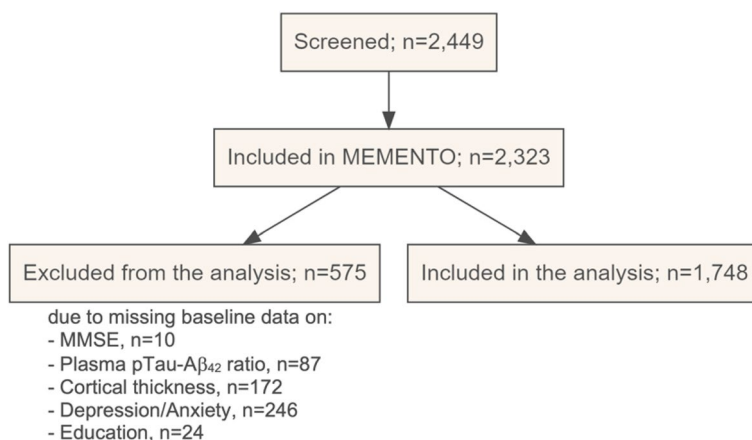 Screened; n=2,449
Included in MEMENTO; n=2,323
Excluded from the analysis; n=575
Included in the analysis; n=1,748
due to missing baseline data on:
- MMSE, n=10
- Plasma pTau-Aβ₄₂ ratio, n=87
- Cortical thickness, n=172
- Depression/Anxiety, n=246
- Education, n=24